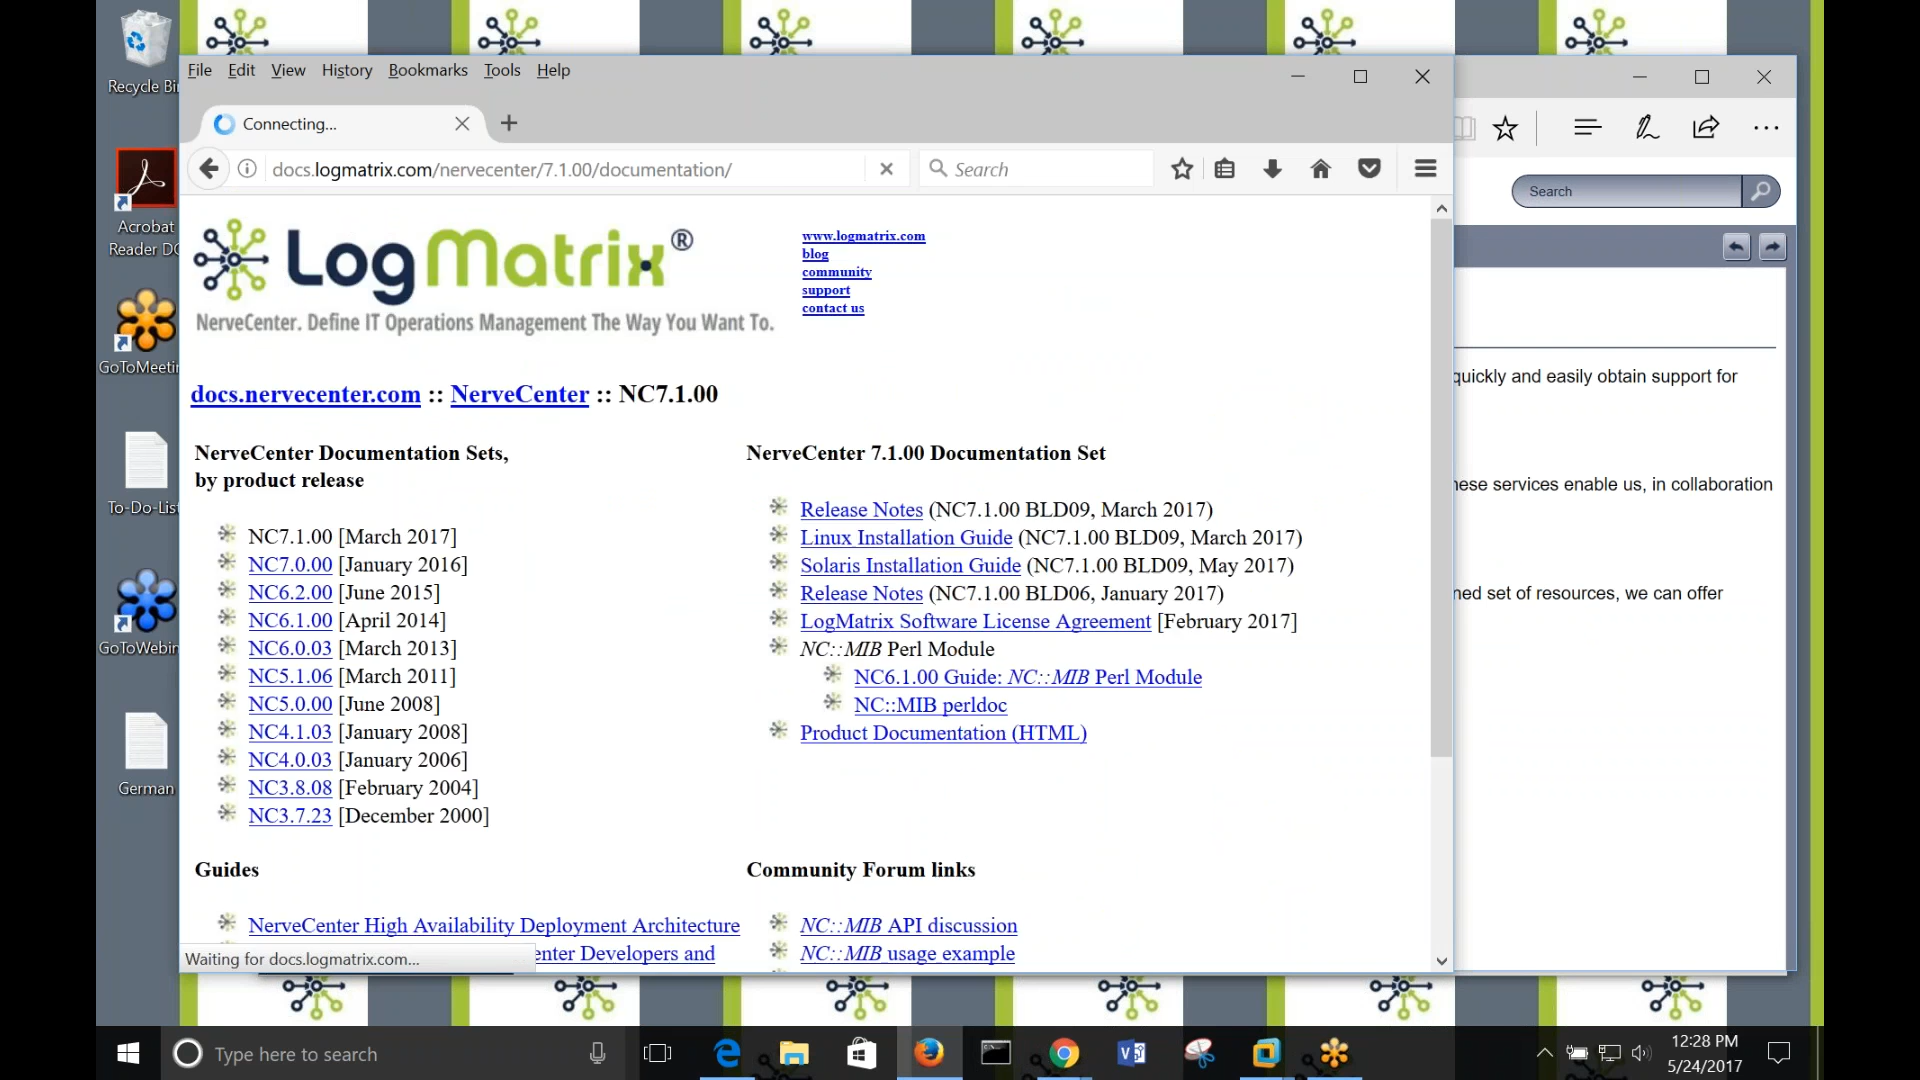 Recycle Bi
Acrobat
Reader DC
GoToMeeti
To-Do-List
GoToWebin
German
File Edit View History Bookmarks Tools Help
Connecting...
docs.logmatrix.com/nervecenter/7.1.00/documentation/
Search
LogMatrix®
NerveCenter. Define IT Operations Management The Way You Want To.
www.logmatrix.com
blog
community
support
contact us
docs.nervecenter.com :: NerveCenter :: NC7.1.00
NerveCenter Documentation Sets,
by product release
NC7.1.00 [March 2017]
NC7.0.00 [January 2016]
NC6.2.00 [June 2015]
NC6.1.00 [April 2014]
NC6.0.03 [March 2013]
NC5.1.06 [March 2011]
NC5.0.00 [June 2008]
NC4.1.03 [January 2008]
NC4.0.03 [January 2006]
NC3.8.08 [February 2004]
NC3.7.23 [December 2000]
NerveCenter 7.1.00 Documentation Set
Release Notes (NC7.1.00 BLD09, March 2017)
Linux Installation Guide (NC7.1.00 BLD09, March 2017)
Solaris Installation Guide (NC7.1.00 BLD09, May 2017)
Release Notes (NC7.1.00 BLD06, January 2017)
LogMatrix Software License Agreement [February 2017]
NC::MIB Perl Module
NC6.1.00 Guide: NC::MIB Perl Module
NC::MIB perldoc
Product Documentation (HTML)
Guides
NerveCenter High Availability Deployment Architecture
enter Developers and
Community Forum links
NC::MIB API discussion
NC::MIB usage example
Waiting for docs.logmatrix.com...
Search
quickly and easily obtain support for
hese services enable us, in collaboration
ned set of resources, we can offer
Type here to search
12:28 PM
5/24/2017